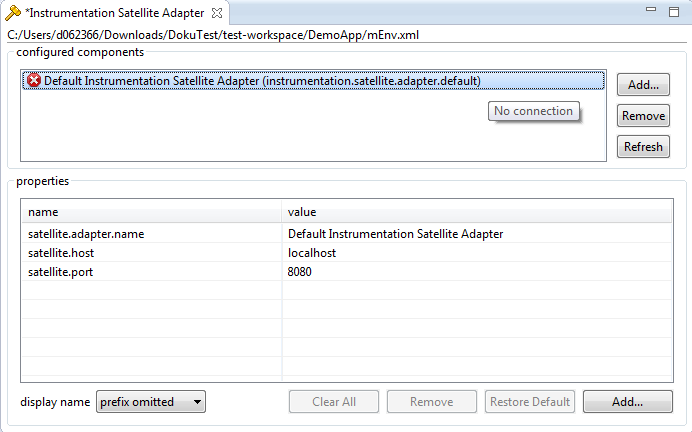 *Instrumentation Satellite Adapter
C:/Users/d062366/Downloads/DokuTest/test-workspace/DemoApp/mEnv.xml
configured components
Default Instrumentation Satellite Adapter (instrumentation.satellite.adapter.default)
Add...
No connection
Remove
Refresh
properties
name value
satellite.adapter.name Default Instrumentation Satellite Adapter
satellite.host localhost
satellite.port 8080
display name prefix omitted Clear All Remove Restore Default Add...